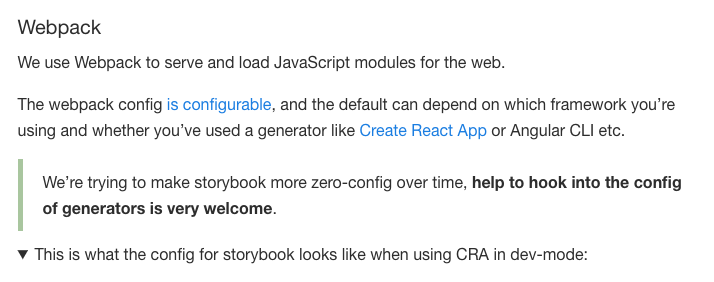 Webpack
We use Webpack to serve and load JavaScript modules for the web.
The webpack config is configurable, and the default can depend on which framework you’re
using and whether you’ve used a generator like Create React App or Angular CLI etc.
We’re trying to make storybook more zero-config over time, help to hook into the config
of generators is very welcome.
▼ This is what the config for storybook looks like when using CRA in dev-mode: